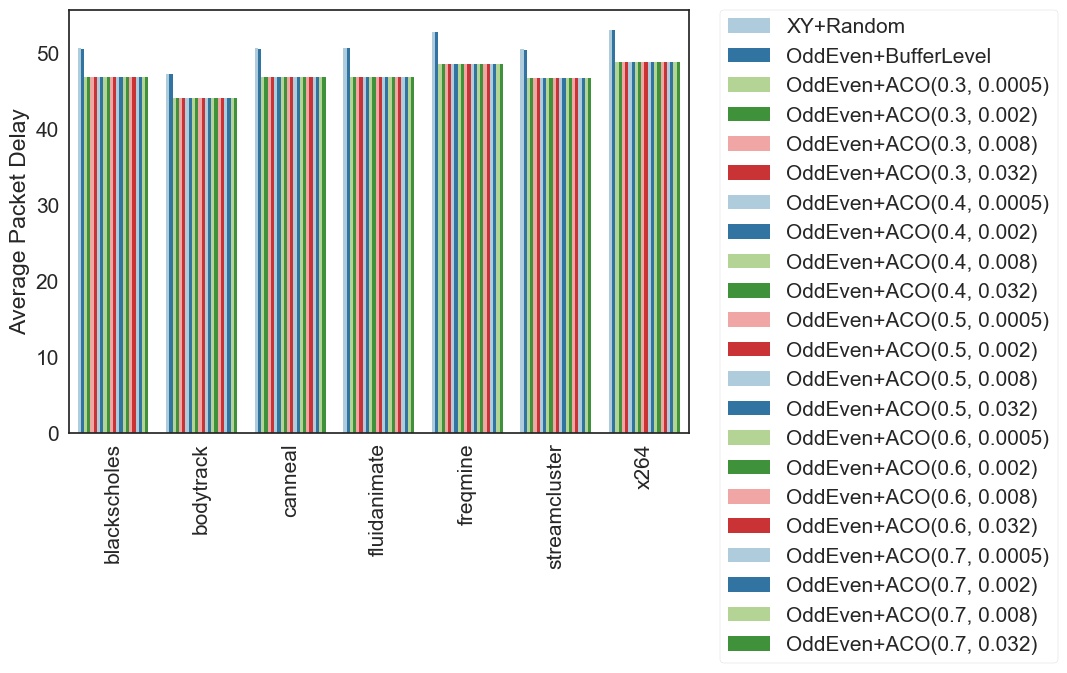 Average Packet Delay
50
40
30
20
10
0
blackscholes
bodytrack
canneal
fluidanimate
freqmine
streamcluster
x264
XY+Random
OddEven+BufferLevel
OddEven+ACO(0.3, 0.0005)
OddEven+ACO(0.3, 0.002)
OddEven+ACO(0.3, 0.008)
OddEven+ACO(0.3, 0.032)
OddEven+ACO(0.4, 0.0005)
OddEven+ACO(0.4, 0.002)
OddEven+ACO(0.4, 0.008)
OddEven+ACO(0.4, 0.032)
OddEven+ACO(0.5, 0.0005)
OddEven+ACO(0.5, 0.002)
OddEven+ACO(0.5, 0.008)
OddEven+ACO(0.5, 0.032)
OddEven+ACO(0.6, 0.0005)
OddEven+ACO(0.6, 0.002)
OddEven+ACO(0.6, 0.008)
OddEven+ACO(0.6, 0.032)
OddEven+ACO(0.7, 0.0005)
OddEven+ACO(0.7, 0.002)
OddEven+ACO(0.7, 0.008)
OddEven+ACO(0.7, 0.032)